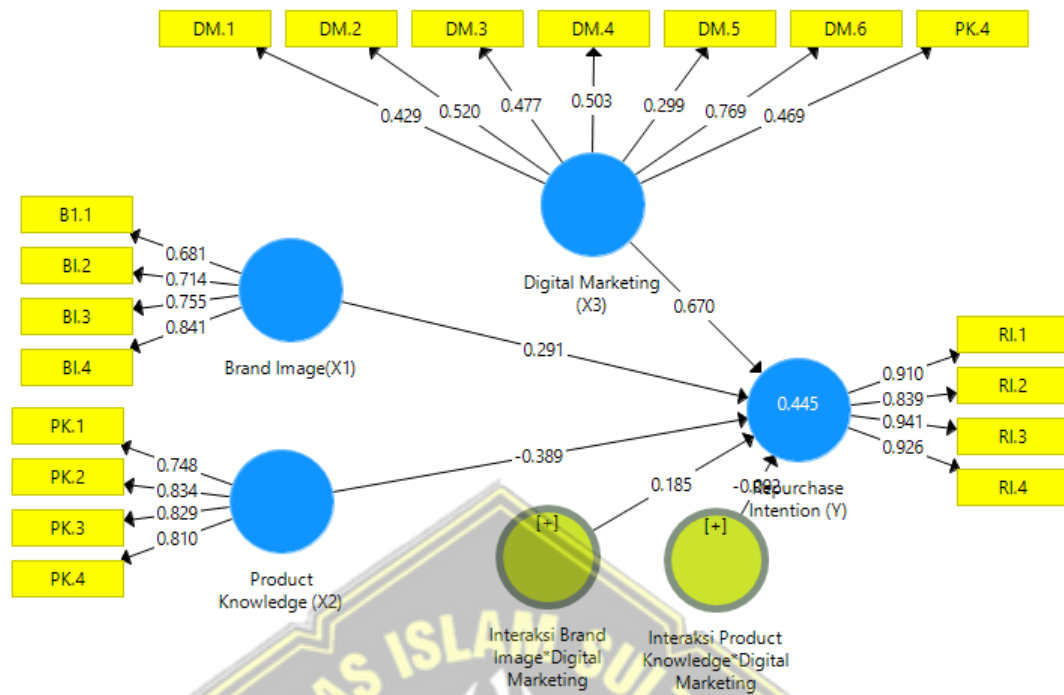 DM.1 DM.2 DM.3 DM.4 DM.5 DM.6 PK.4
0.429 0.520 0.477 0.503 0.299 0.769 0.469
B1.1
BI.2
BI.3
BI.4
0.681
0.714
0.755
0.841
Brand Image(X1)
Digital Marketing
(X3)
0.670
0.291
PK.1
PK.2
PK.3
PK.4
0.748
0.834
0.829
0.810
Product
Knowledge (X2)
-0.389
0.185
0.445
Repurchase
Intention (Y)
0.910
0.839
0.941
0.926
RI.1
RI.2
RI.3
RI.4
[+]
[+]
Interaksi Brand
Image*Digital
Marketing
Interaksi Product
Knowledge*Digital
Marketing
AS ISLAM SUL